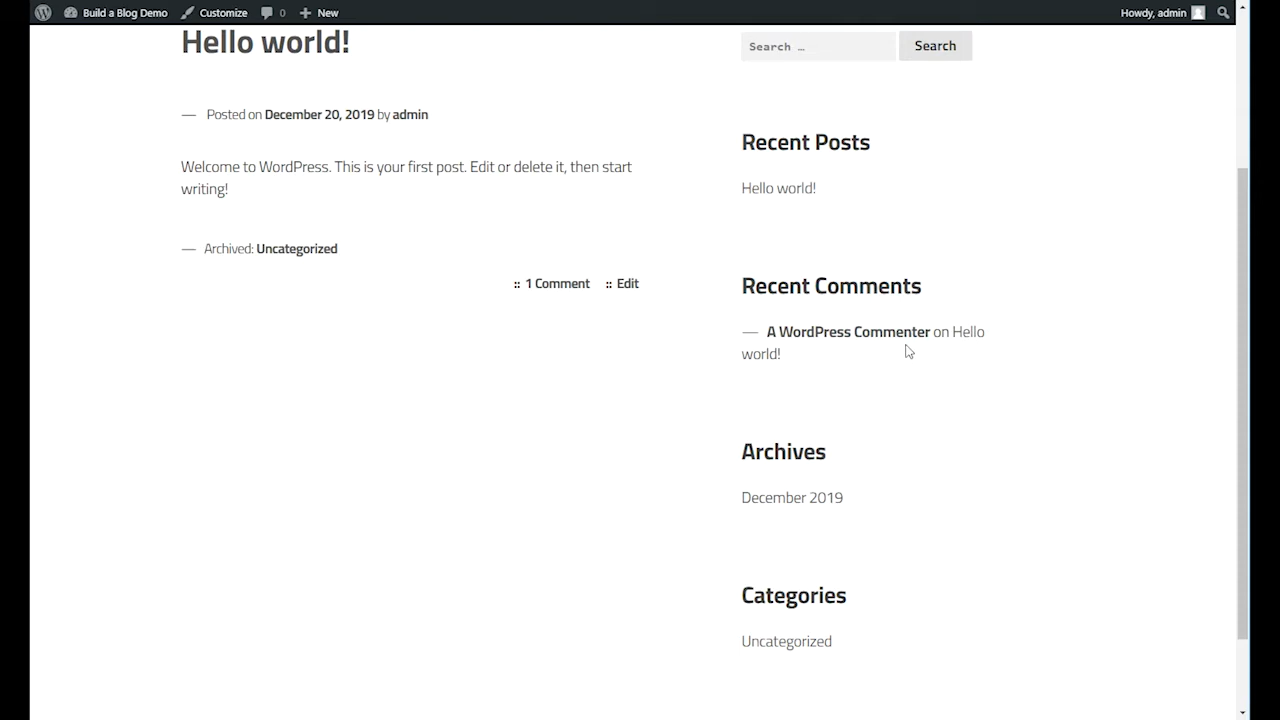 Build a Blog Demo Customize 0 New Howdy, admin
Hello world!
— Posted on December 20, 2019 by admin
Welcome to WordPress. This is your first post. Edit or delete it, then start
writing!
— Archived: Uncategorized
:: 1 Comment :: Edit
Search …
Search
Recent Posts
Hello world!
Recent Comments
— A WordPress Commenter on Hello
world!
Archives
December 2019
Categories
Uncategorized